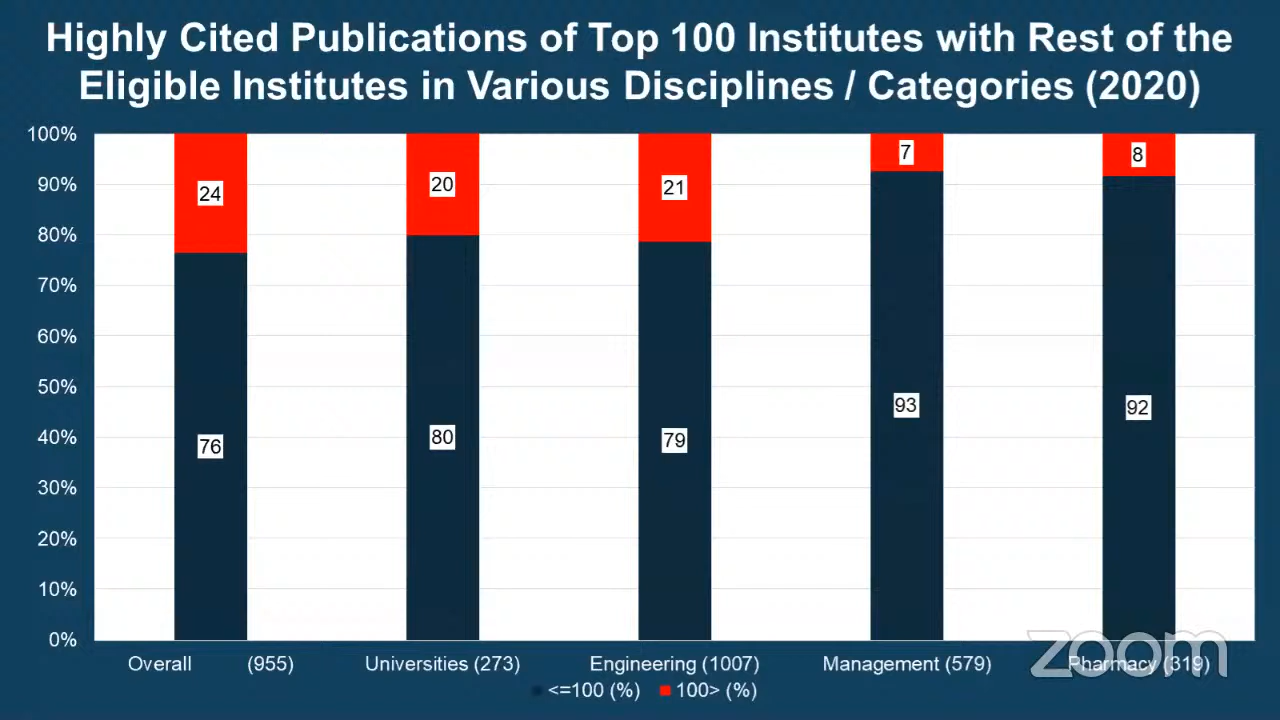 Highly Cited Publications of Top 100 Institutes with Rest of the
Eligible Institutes in Various Disciplines / Categories (2020)
100%
90%
80%
70%
60%
50%
40%
30%
20%
10%
0%
24
20
21
7
8
76
80
79
93
92
Overall (955)
Universities (273)
Engineering (1007)
Management (579)
Pharmacy (319)
zoom
<=100 (%)
100> (%)